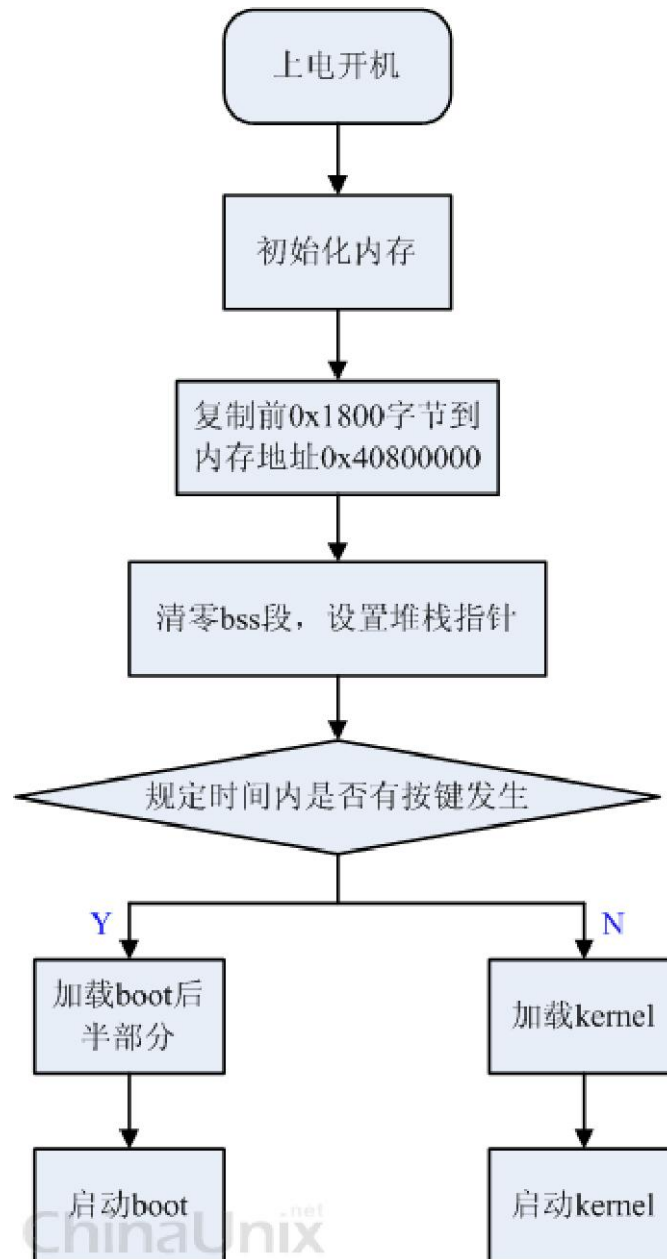 上电开机
初始化内存
复制前0x1800字节到
内存地址0x40800000
清零bss段，设置堆栈指针
规定时间内是否有按键发生
Y
N
加载boot后
半部分
加载kernel
启动boot
启动kernel
ChinaUnix.net